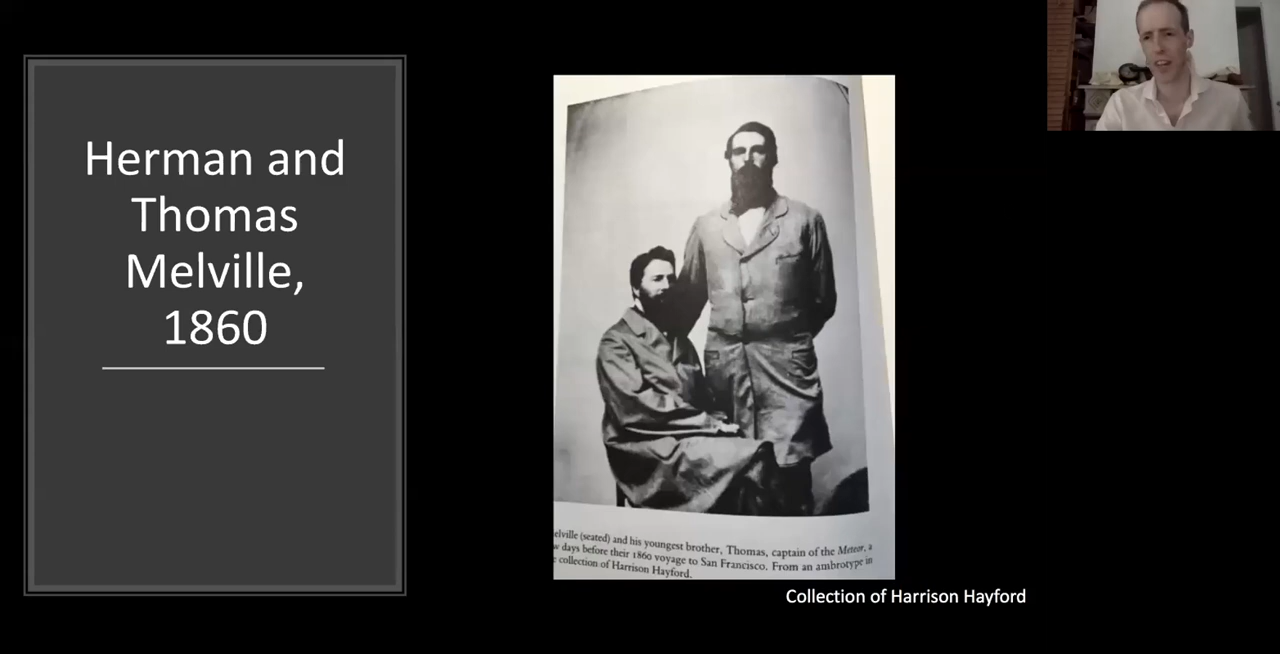 Herman and
Thomas
Melville,
1860
elville (seated) and his youngest brother, Thomas, captain of the Meteor, a
w days before their 1860 voyage to San Francisco. From an ambrotype in
collection of Harrison Hayford.
Collection of Harrison Hayford